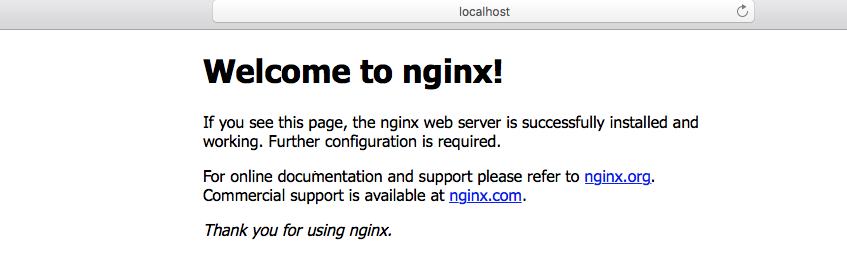 localhost
Welcome to nginx!
If you see this page, the nginx web server is successfully installed and
working. Further configuration is required.
For online documentation and support please refer to nginx.org.
Commercial support is available at nginx.com.
Thank you for using nginx.